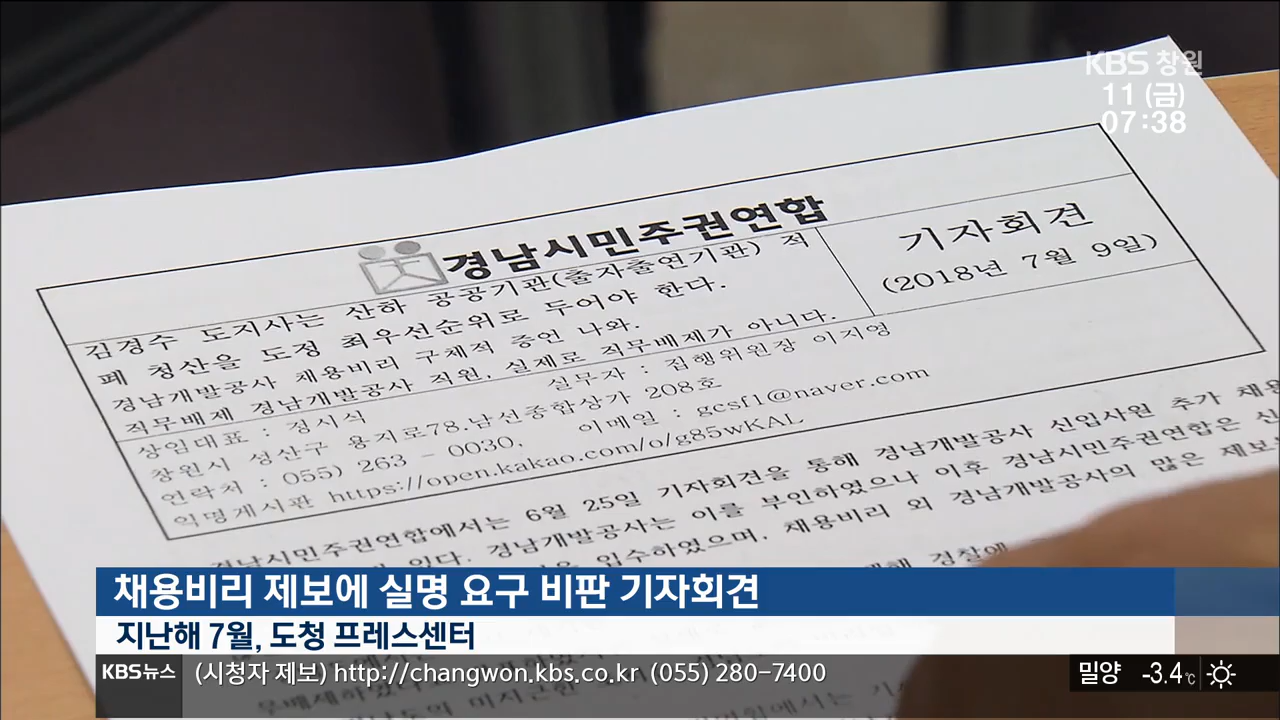 KBS 창원
11 (금)
07:38
경남시민주권연합
기자회견
(2018년 7월 9일)
김경수 도지사는 산하 공공기관(출자출연기관) 적
폐 청산을 도정 최우선순위로 두어야 한다.
경남개발공사 채용비리 구체적 증언 나와.
직무배제 경남개발공사 직원, 실제로 직무배제가 아니다.
상임대표 : 정시식 실무자 : 집행위원장 이지영
창원시 성산구 용지로78.남선종합상가 208호
연락처 : 055) 263 - 0030, 이메일 : gcsf1@naver.com
익명게시판 https://open.kakao.com/o/g85wKAL
경남시민주권연합에서는 6월 25일 기자회견을 통해 경남개발공사 신입사원 추가 채용
있다. 경남개발공사는 이를 부인하였으나 이후 경남시민주권연합은 신
입수하였으며, 채용비리 외 경남개발공사의 많은 제보
경찰에
채용비리 제보에 실명 요구 비판 기자회견
지난해 7월, 도청 프레스센터
KBS뉴스 (시청자 제보) http://changwon.kbs.co.kr (055) 280-7400 밀양 -3.4℃